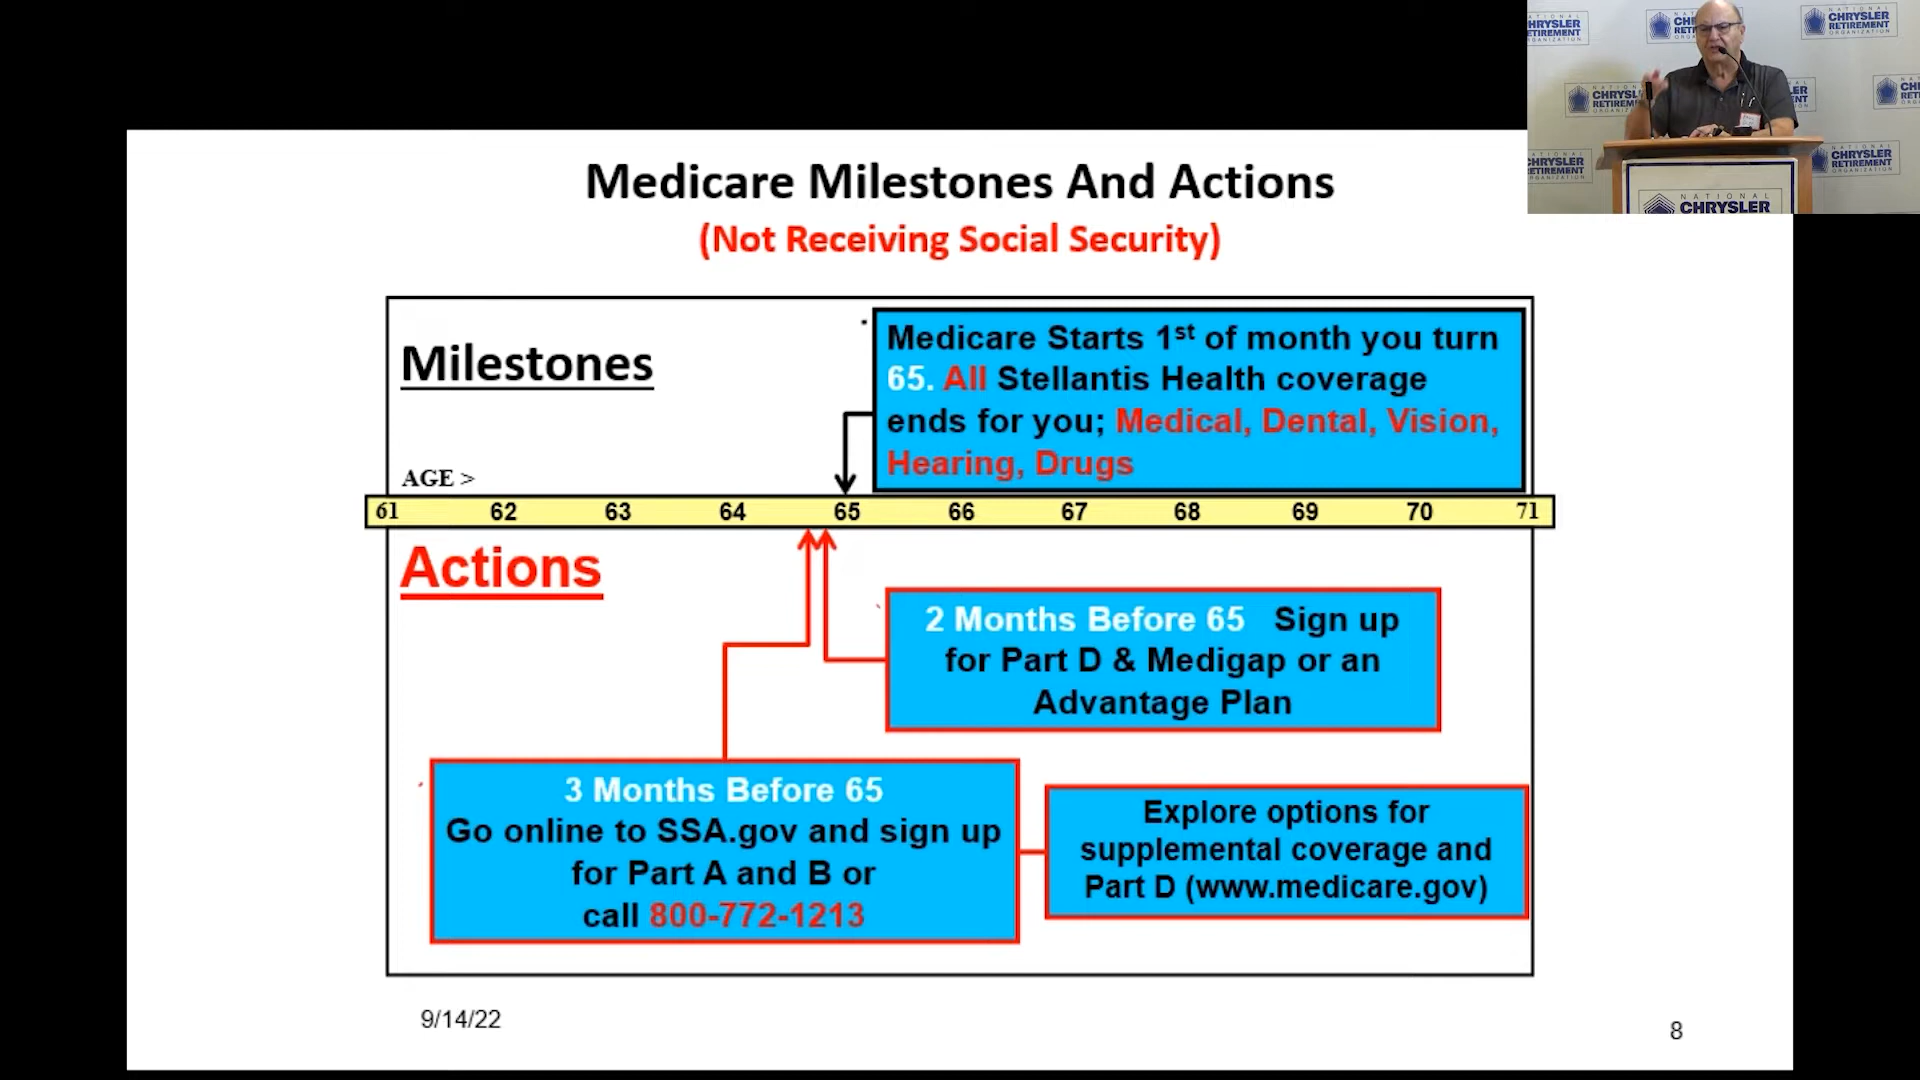 Medicare Milestones And Actions
(Not Receiving Social Security)
Milestones
Medicare Starts 1st of month you turn
65. All Stellantis Health coverage
ends for you; Medical, Dental, Vision,
Hearing, Drugs
AGE >
61 62 63 64 65 66 67 68 69 70 71
Actions
2 Months Before 65 Sign up
for Part D & Medigap or an
Advantage Plan
3 Months Before 65
Go online to SSA.gov and sign up
for Part A and B or
call 800-772-1213
Explore options for
supplemental coverage and
Part D (www.medicare.gov)
9/14/22
8
NATIONAL
CHRYSLER
RETIREMENT
ORGANIZATION
NATIONAL
CHRYSLER